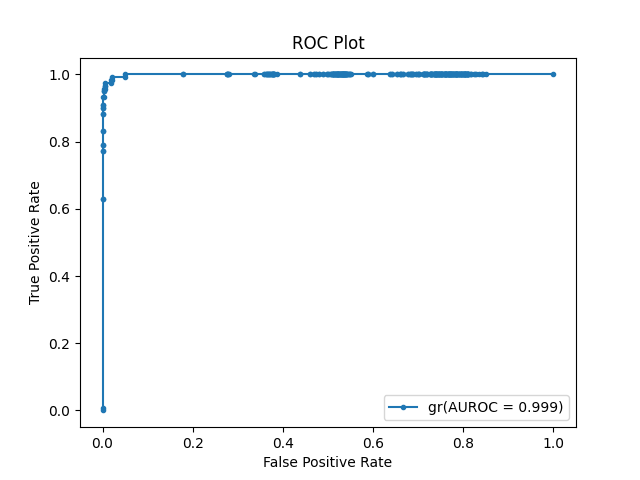 ROC Plot
1.0
0.8
0.6
0.4
0.2
0.0
True Positive Rate
gr(AUROC = 0.999)
0.0 0.2 0.4 0.6 0.8 1.0
False Positive Rate